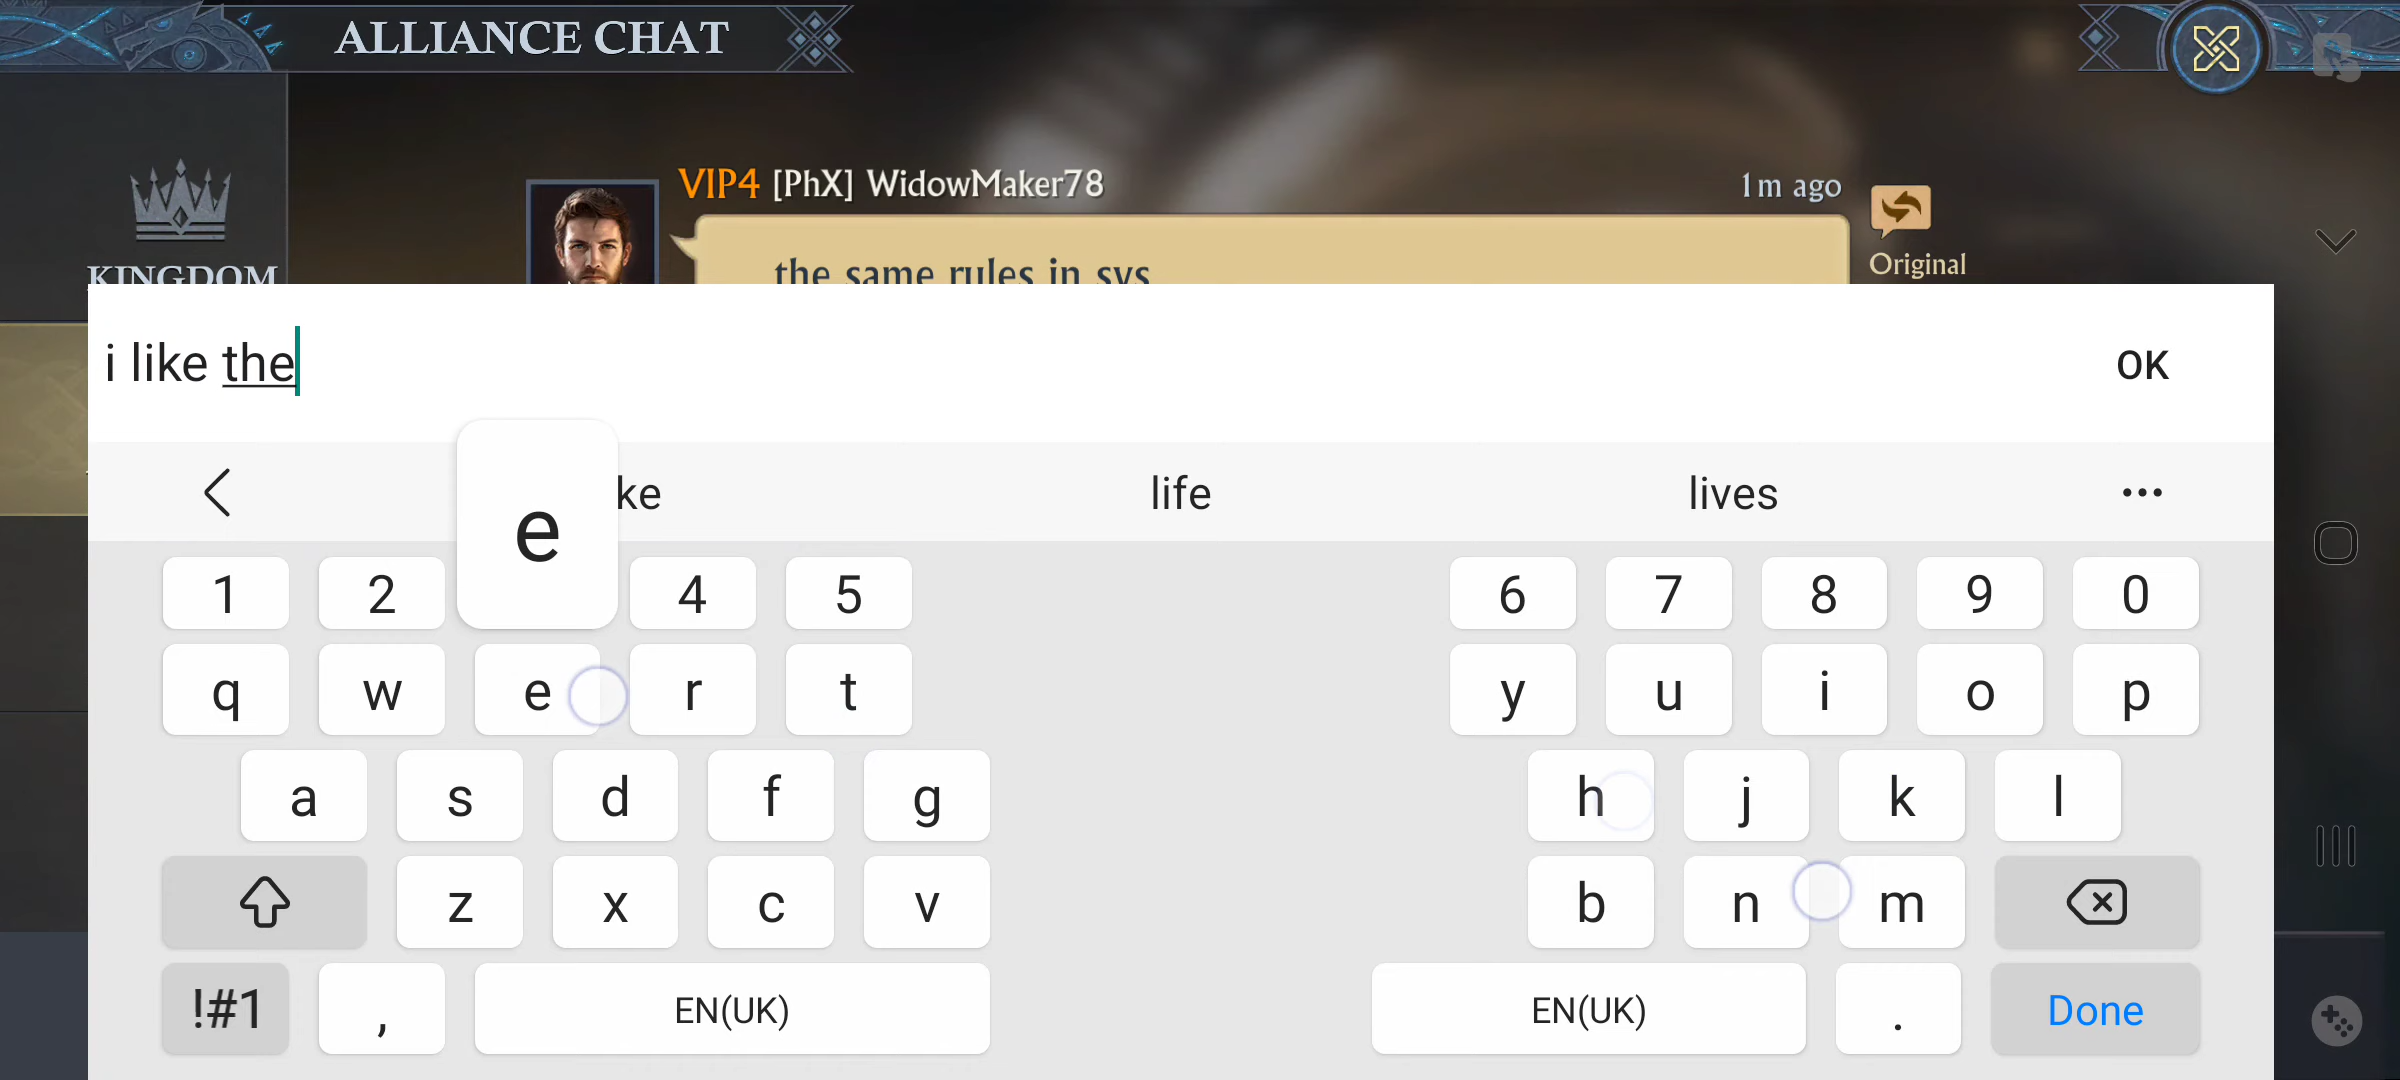 ALLIANCE CHAT
VIP4 [PhX] WidowMaker78
1m ago
the same rules in svs
Original
KINGDOM
i like the
OK
e
ke
life
lives
1 2 4 5 6 7 8 9 0
q w e r t y u i o p
a s d f g h j k l
z x c v b n m
!#1 , EN(UK) EN(UK) . Done